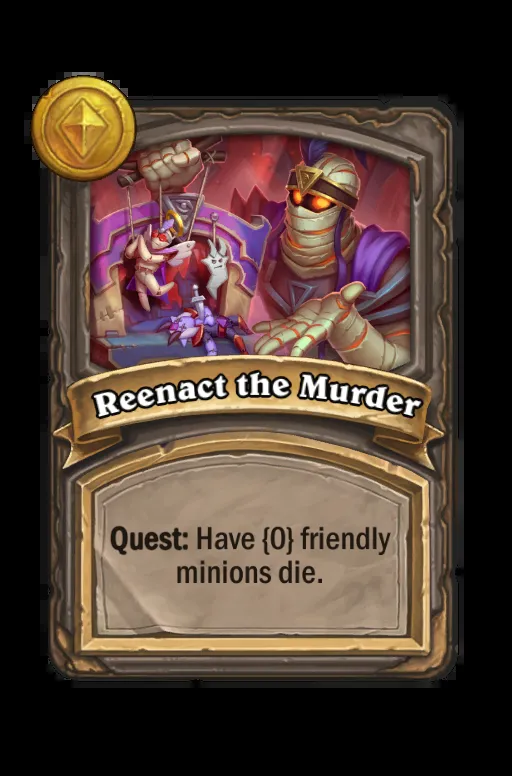 Reenact the Murder
Quest: Have {0} friendly
minions die.